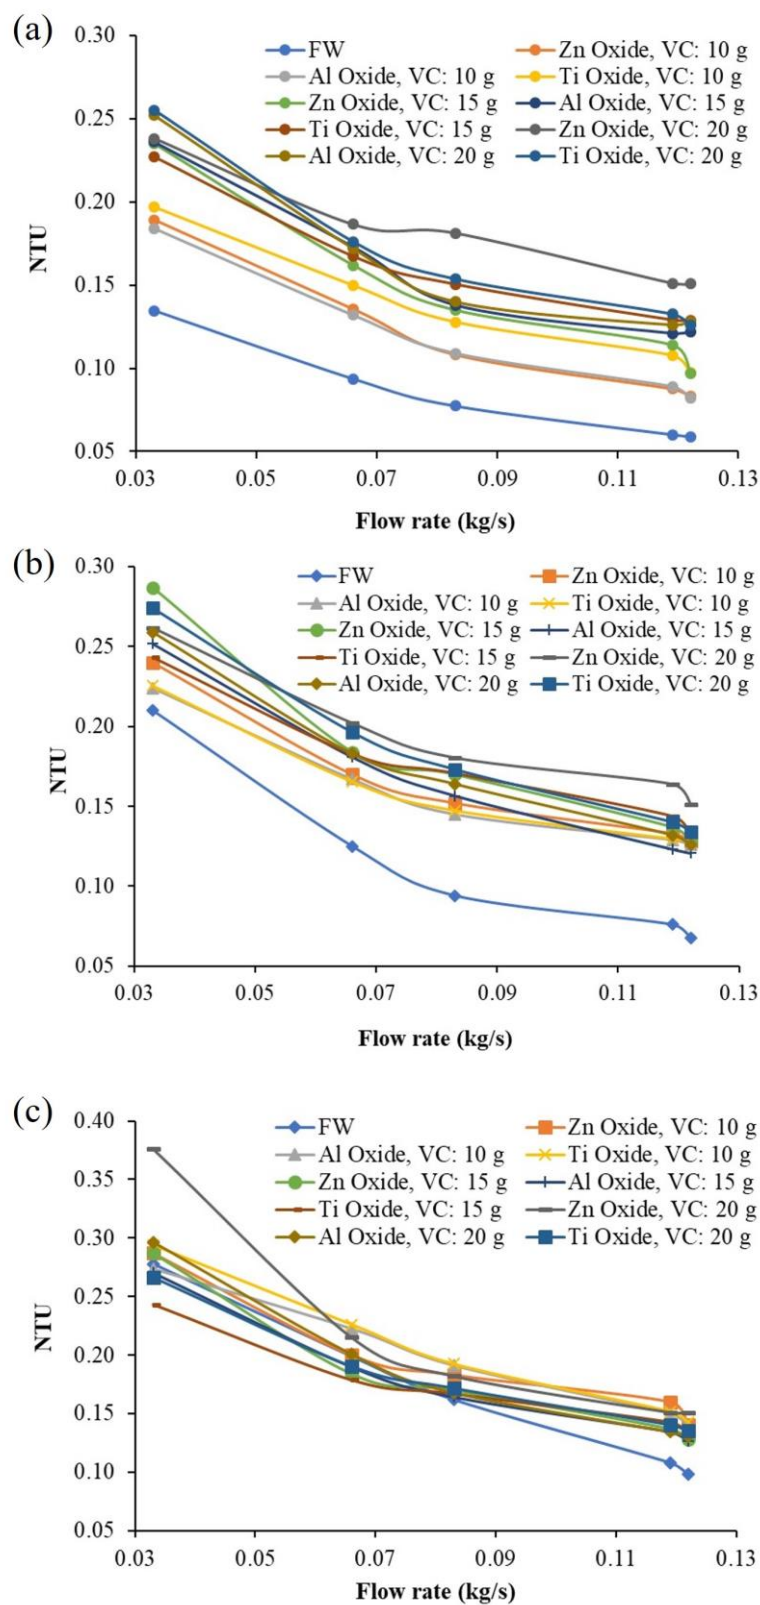 (a)
0.30
0.25
0.20
0.15
0.10
0.05
NTU
FW
Zn Oxide, VC: 10 g
Al Oxide, VC: 10 g
Ti Oxide, VC: 10 g
Zn Oxide, VC: 15 g
Al Oxide, VC: 15 g
Ti Oxide, VC: 15 g
Zn Oxide, VC: 20 g
Al Oxide, VC: 20 g
Ti Oxide, VC: 20 g
0.03 0.05 0.07 0.09 0.11 0.13
Flow rate (kg/s)
(b)
0.30
0.25
0.20
0.15
0.10
0.05
NTU
FW
Zn Oxide, VC: 10 g
Al Oxide, VC: 10 g
Ti Oxide, VC: 10 g
Zn Oxide, VC: 15 g
Al Oxide, VC: 15 g
Ti Oxide, VC: 15 g
Zn Oxide, VC: 20 g
Al Oxide, VC: 20 g
Ti Oxide, VC: 20 g
0.03 0.05 0.07 0.09 0.11 0.13
Flow rate (kg/s)
(c)
0.40
0.35
0.30
0.25
0.20
0.15
0.10
0.05
NTU
FW
Zn Oxide, VC: 10 g
Al Oxide, VC: 10 g
Ti Oxide, VC: 10 g
Zn Oxide, VC: 15 g
Al Oxide, VC: 15 g
Ti Oxide, VC: 15 g
Zn Oxide, VC: 20 g
Al Oxide, VC: 20 g
Ti Oxide, VC: 20 g
0.03 0.05 0.07 0.09 0.11 0.13
Flow rate (kg/s)